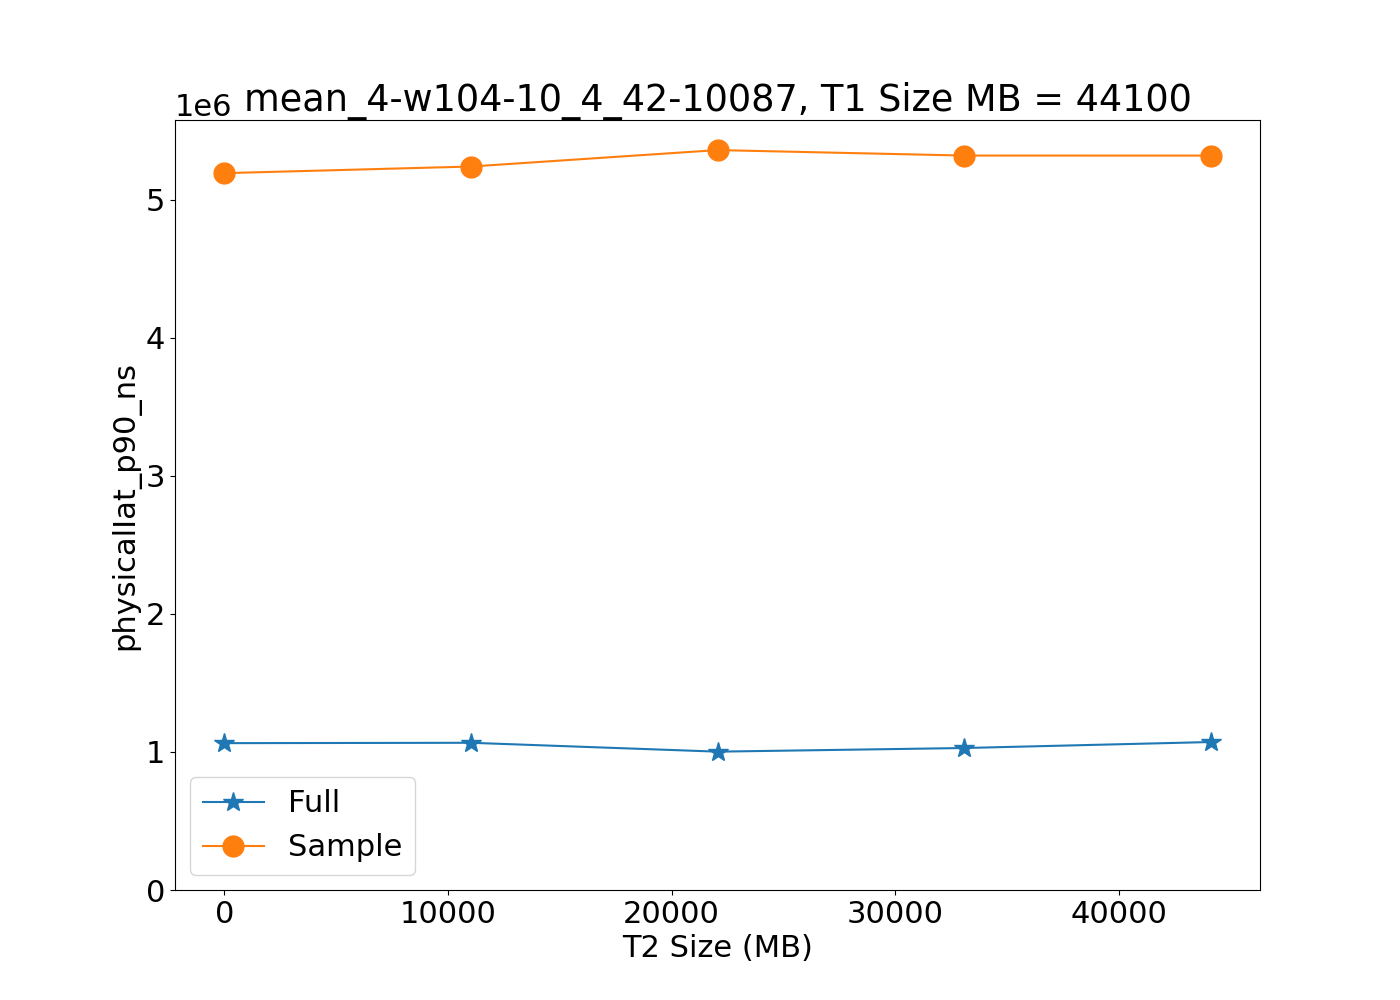 1e6
mean_4-w104-10_4_42-10087, T1 Size MB = 44100
physicallat_p90_ns
5
4
3
2
1
0
Full
Sample
0 10000 20000 30000 40000
T2 Size (MB)